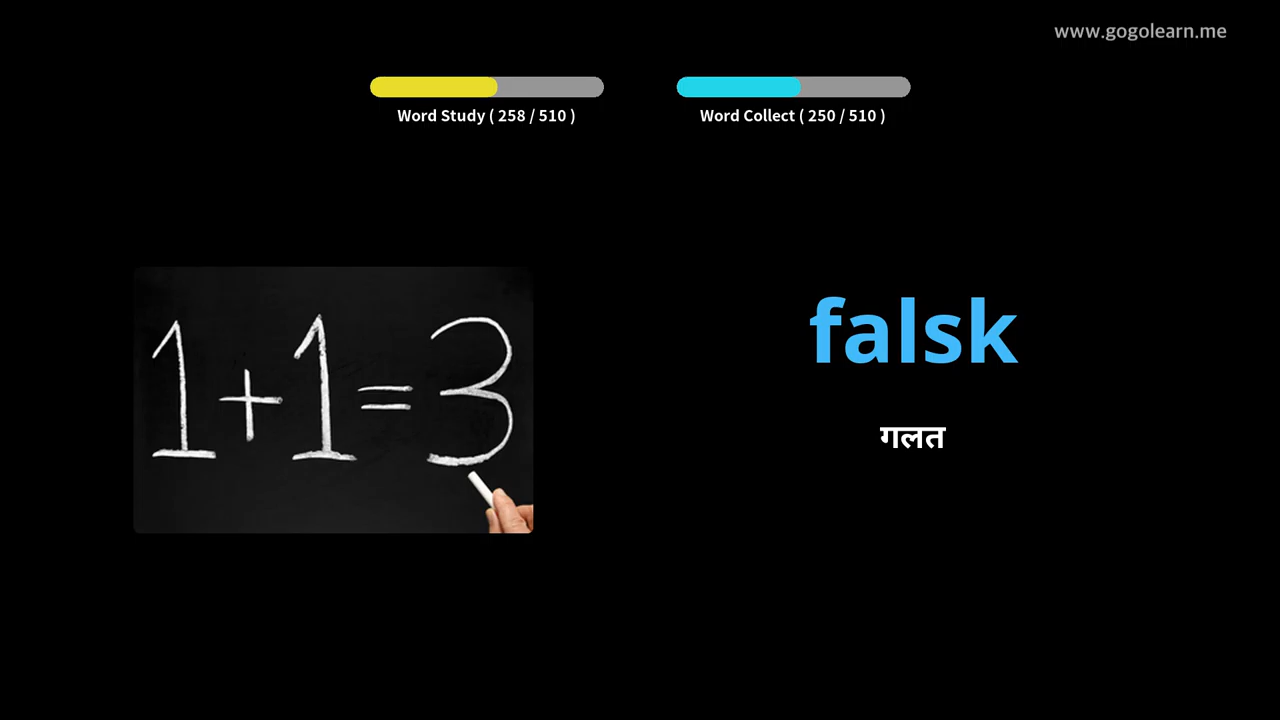 www.gogolearn.me
Word Study ( 258 / 510 )
Word Collect ( 250 / 510 )
1+1=3
falsk
गलत